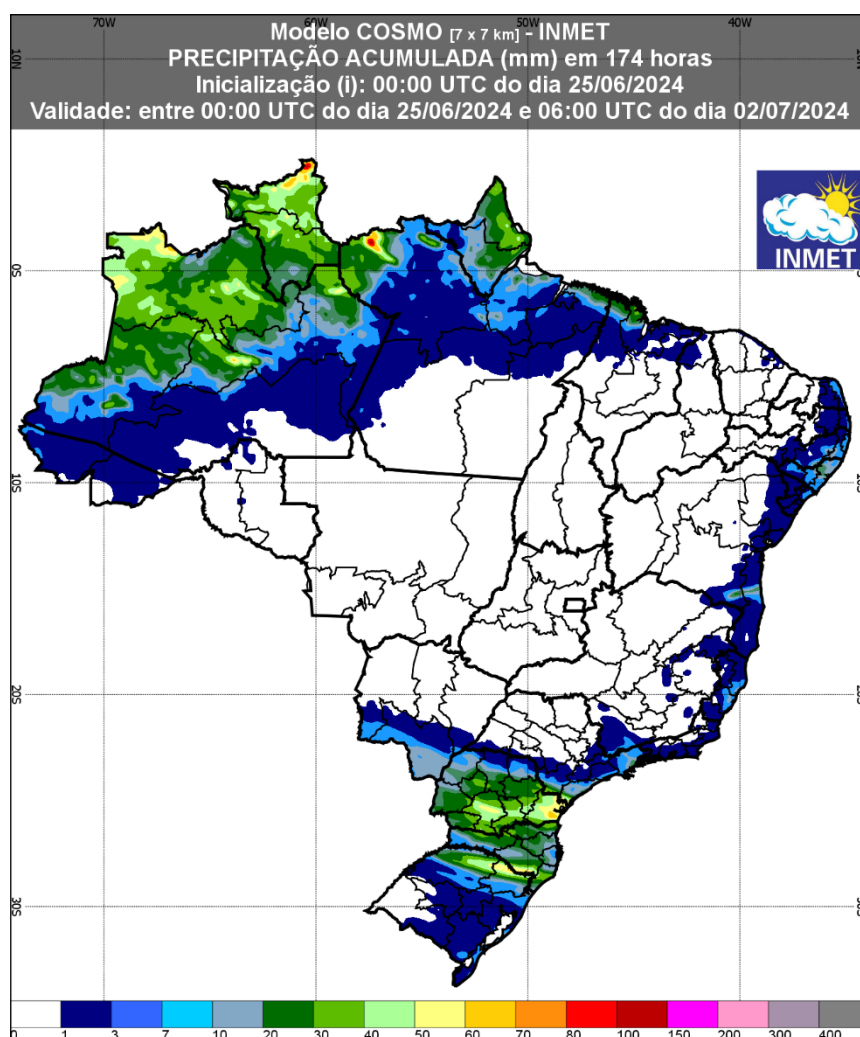 Modelo COSMO [7 x 7 km] - INMET
PRECIPITAÇÃO ACUMULADA (mm) em 174 horas
Inicialização (i): 00:00 UTC do dia 25/06/2024
Validade: entre 00:00 UTC do dia 25/06/2024 e 06:00 UTC do dia 02/07/2024
70W 60W 50W 40W
10N
INMET
0S
10S 10S
20S 20S
30S 30S
0 1 3 7 10 20 30 40 50 60 70 80 100 150 200 300 400